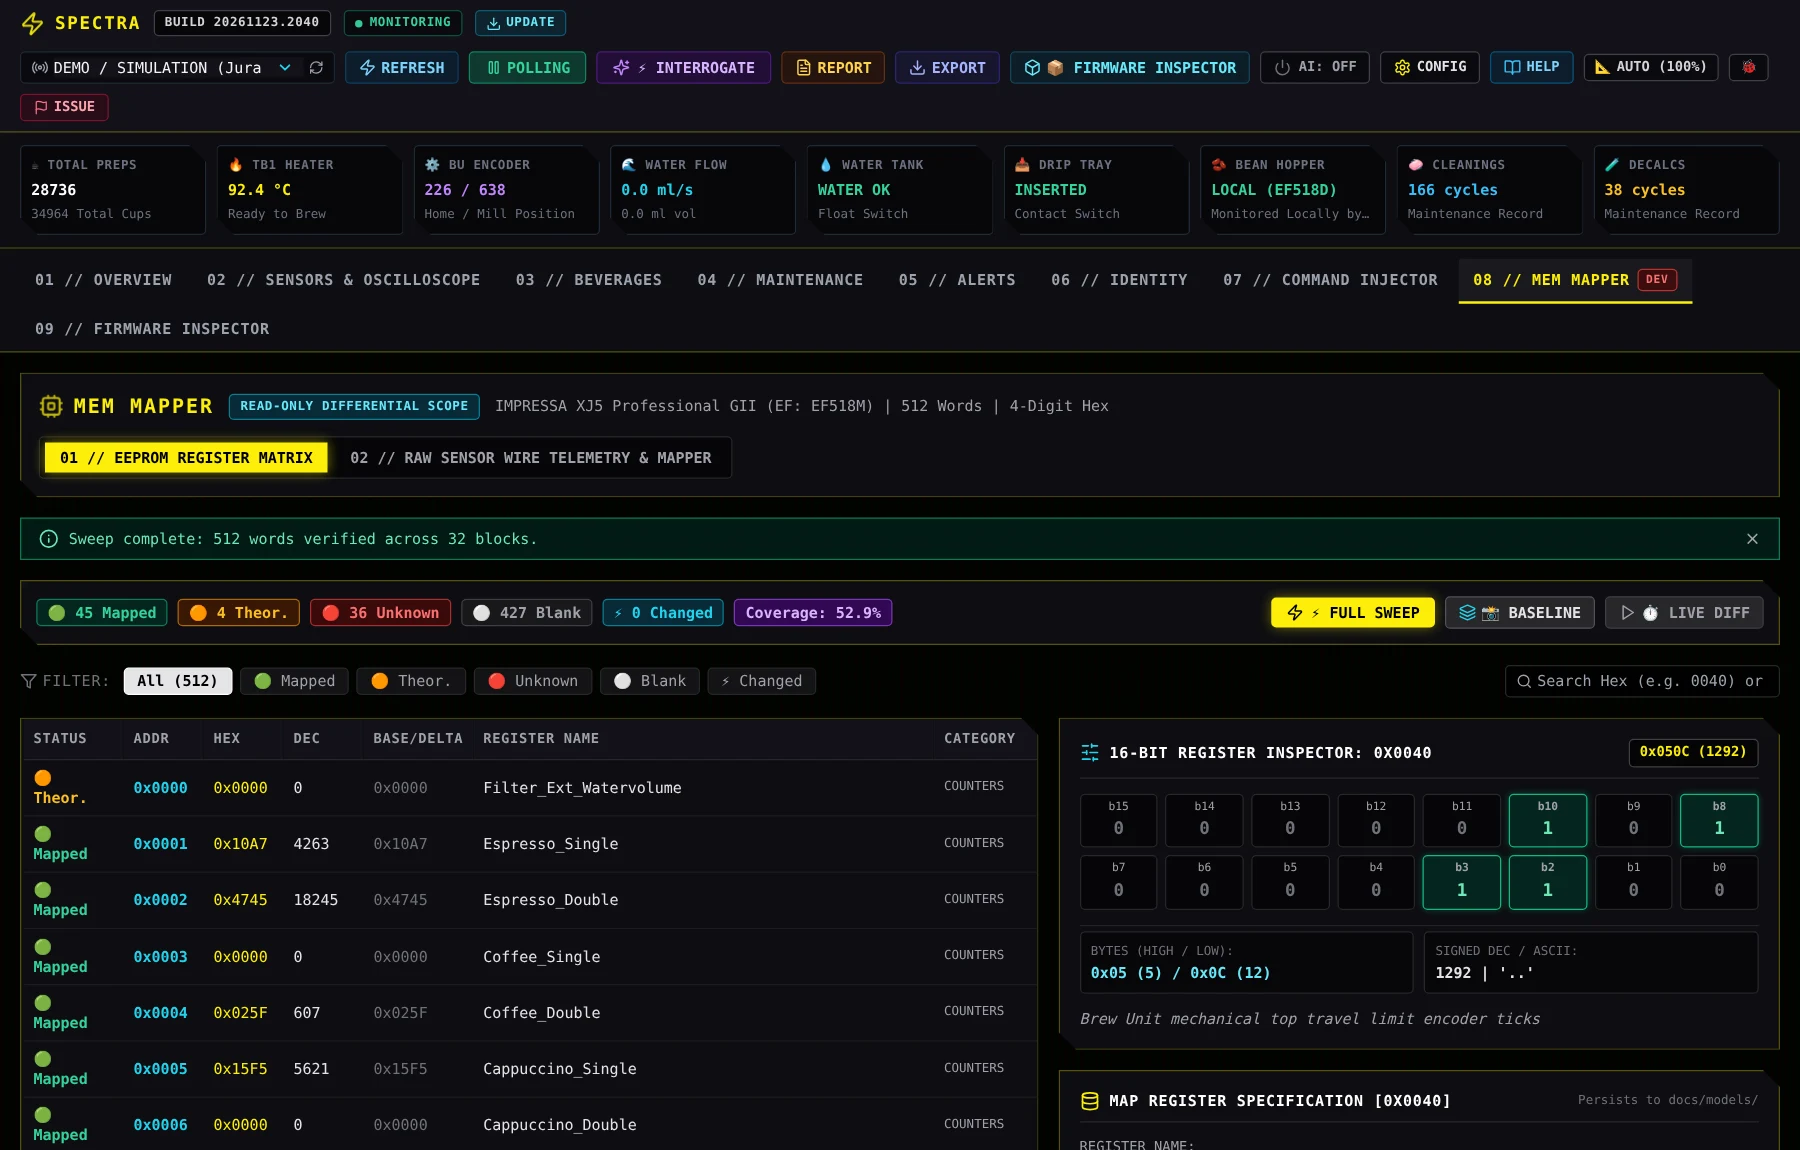 SPECTRA BUILD 20261123.2040 MONITORING UPDATE
DEMO / SIMULATION (Jura REFRESH POLLING ⚡ INTERROGATE REPORT EXPORT 📦 FIRMWARE INSPECTOR AI: OFF CONFIG HELP 📐 AUTO (100%) 🐞
ISSUE
TOTAL PREPS
28736
34964 Total Cups
TB1 HEATER
92.4 °C
Ready to Brew
BU ENCODER
226 / 638
Home / Mill Position
WATER FLOW
0.0 ml/s
0.0 ml vol
WATER TANK
WATER OK
Float Switch
DRIP TRAY
INSERTED
Contact Switch
BEAN HOPPER
LOCAL (EF518D)
Monitored Locally by…
CLEANINGS
166 cycles
Maintenance Record
DECALCS
38 cycles
Maintenance Record
01 // OVERVIEW 02 // SENSORS & OSCILLOSCOPE 03 // BEVERAGES 04 // MAINTENANCE 05 // ALERTS 06 // IDENTITY 07 // COMMAND INJECTOR 08 // MEM MAPPER DEV
09 // FIRMWARE INSPECTOR
MEM MAPPER READ-ONLY DIFFERENTIAL SCOPE IMPRESSA XJ5 Professional GII (EF: EF518M) | 512 Words | 4-Digit Hex
01 // EEPROM REGISTER MATRIX 02 // RAW SENSOR WIRE TELEMETRY & MAPPER
Sweep complete: 512 words verified across 32 blocks.
45 Mapped 4 Theor. 36 Unknown 427 Blank ⚡ 0 Changed Coverage: 52.9% ⚡ FULL SWEEP BASELINE LIVE DIFF
FILTER: All (512) Mapped Theor. Unknown Blank ⚡ Changed Search Hex (e.g. 0040) or
STATUS ADDR HEX DEC BASE/DELTA REGISTER NAME CATEGORY
Theor. 0x0000 0x0000 0 0x0000 Filter_Ext_Watervolume COUNTERS
Mapped 0x0001 0x10A7 4263 0x10A7 Espresso_Single COUNTERS
Mapped 0x0002 0x4745 18245 0x4745 Espresso_Double COUNTERS
Mapped 0x0003 0x0000 0 0x0000 Coffee_Single COUNTERS
Mapped 0x0004 0x025F 607 0x025F Coffee_Double COUNTERS
Mapped 0x0005 0x15F5 5621 0x15F5 Cappuccino_Single COUNTERS
Mapped 0x0006 0x0000 0 0x0000 Cappuccino_Double COUNTERS
16-BIT REGISTER INSPECTOR: 0X0040 0x050C (1292)
b15 b14 b13 b12 b11 b10 b9 b8
0 0 0 0 0 1 0 1
b7 b6 b5 b4 b3 b2 b1 b0
0 0 0 0 1 1 0 0
BYTES (HIGH / LOW):
0x05 (5) / 0x0C (12)
SIGNED DEC / ASCII:
1292 | '..'
Brew Unit mechanical top travel limit encoder ticks
MAP REGISTER SPECIFICATION [0X0040] Persists to docs/models/
REGISTER NAME: